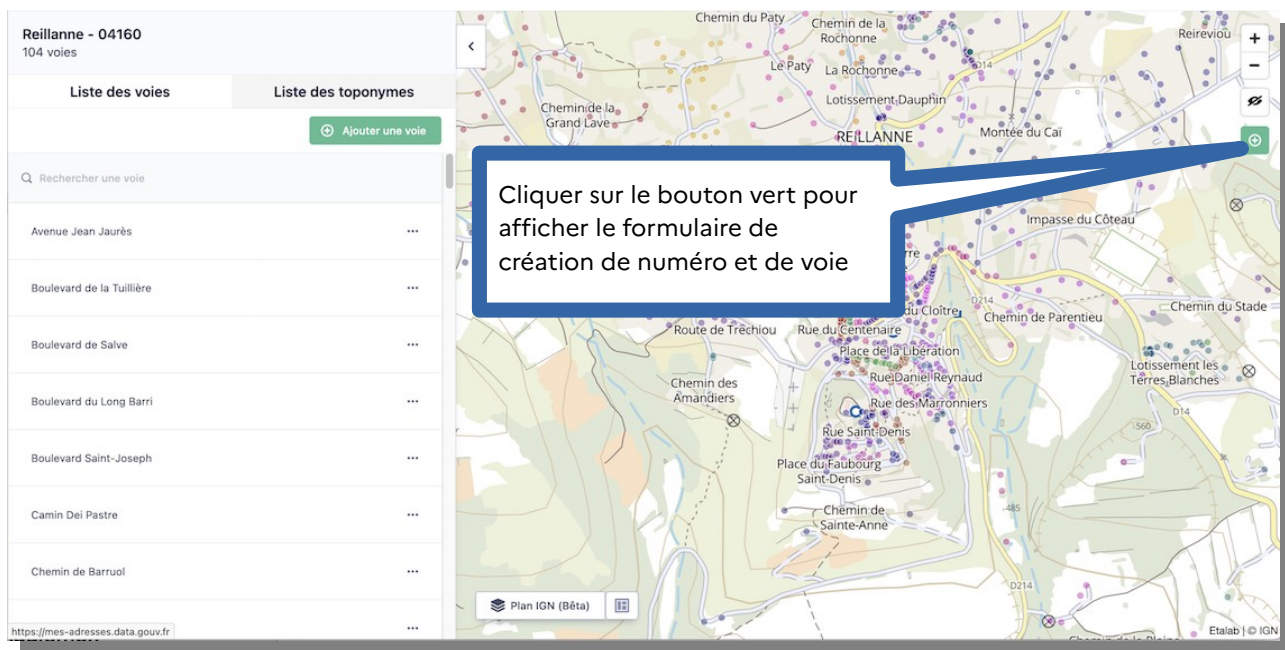 Reillanne - 04160
104 voies
Liste des voies
Liste des toponymes
Ajouter une voie
Rechercher une voie
Avenue Jean Jaurès
Boulevard de la Tuillière
Boulevard de Salve
Boulevard du Long Barri
Boulevard Saint-Joseph
Camin Dei Pastre
Chemin de Barruol
https://mes-adresses.data.gouv.fr
Chemin du Paty
Chemin de la
Rochonne
Reireviou
Le Paty
La Rochonne
D14
Chemin de la
Grand Lave
Lotissement Dauphin
REILLANNE
Montée du Caï
Cliquer sur le bouton vert pour
afficher le formulaire de
création de numéro et de voie
Impasse du Côteau
du Cloître
D214
Chemin de Parentieu
Chemin du Stade
Route de Tréchiou
Rue du Centenaire
Place de la Libération
Lotissement les
Terres Blanches
Chemin des
Amandiers
Rue Daniel Reynaud
Rue des Marronniers
D14
560
Rue Saint-Denis
Place du Faubourg
Saint-Denis
Chemin de
Sainte-Anne
485
D214
Plan IGN (Bêta)
Etalab | © IGN